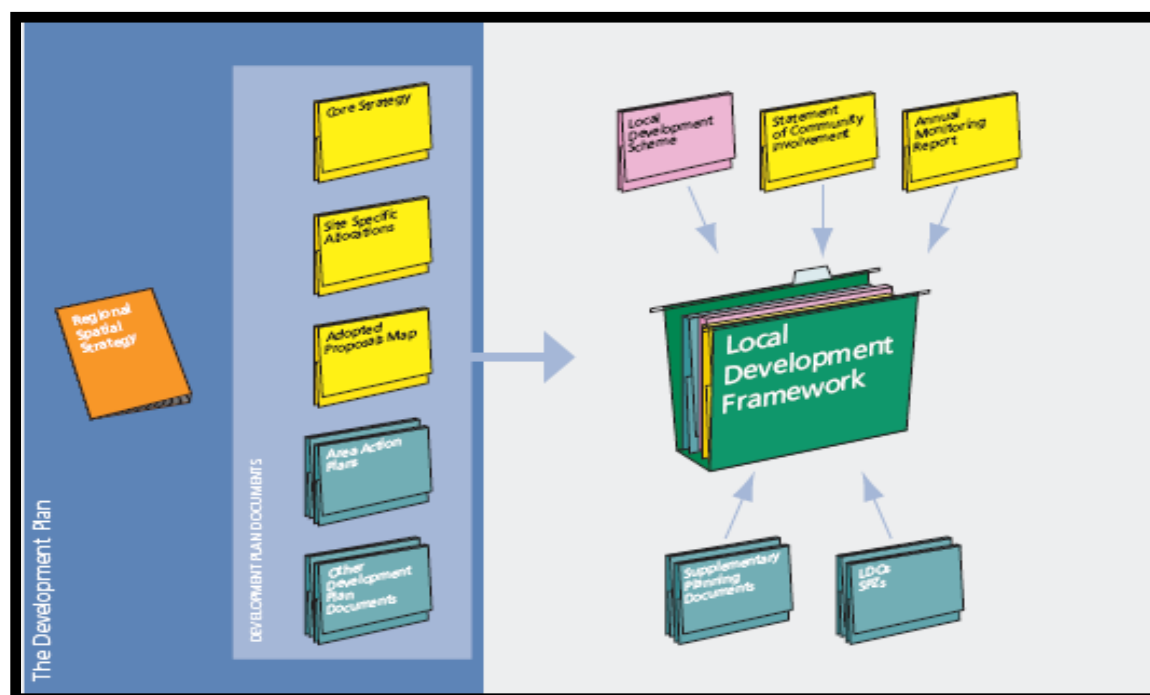 The Development Plan
Regional
Spatial
Strategy
DEVELOPMENT PLAN DOCUMENTS
Core Strategy
Site Specific
Allocations
Adopted
Proposals Map
Area Action
Plans
Other
Development
Plan
Documents
Local
Development
Scheme
Statement
of Community
Involvement
Annual
Monitoring
Report
Local
Development
Framework
Supplementary
Planning
Documents
LDOs
SPZs